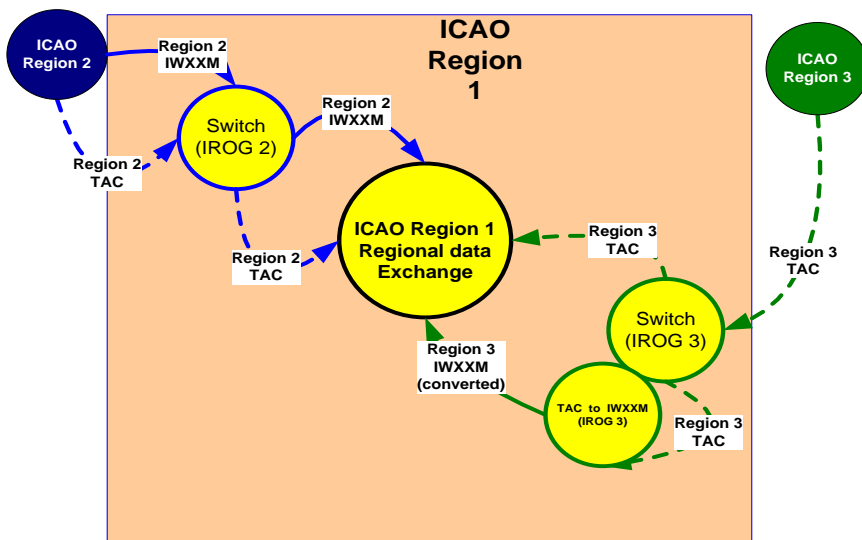 ICAO
Region 2
Region 2
IWXXM
ICAO
Region
1
ICAO
Region 3
Switch
(IROG 2)
Region 2
IWXXM
Region 2
TAC
ICAO Region 1
Regional data
Exchange
Region 2
TAC
Region 3
TAC
Region 3
TAC
Switch
(IROG 3)
Region 3
IWXXM
(converted)
TAC to IWXXM
(IROG 3)
Region 3
TAC